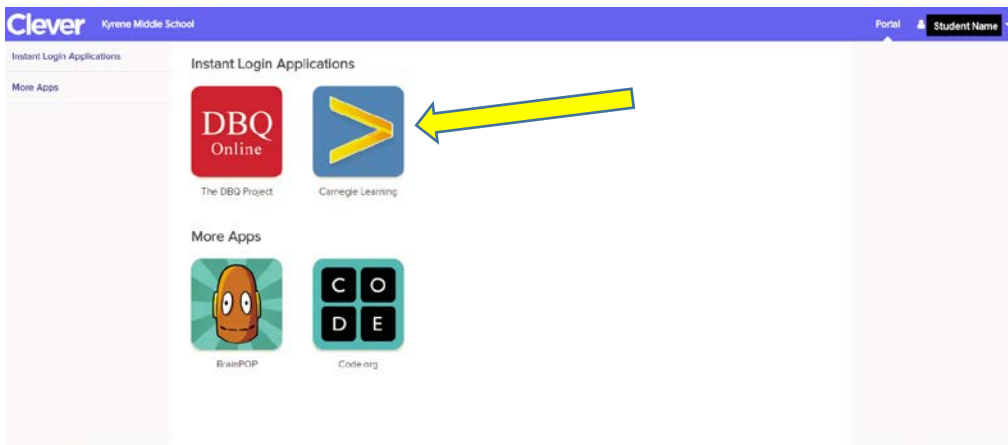 Clever Kyrene Middle School Portal Student Name
Instant Login Applications
More Apps
Instant Login Applications
DBQ
Online
The DBQ Project Carnegie Learning
More Apps
C O
D E
BrainPOP Code.org